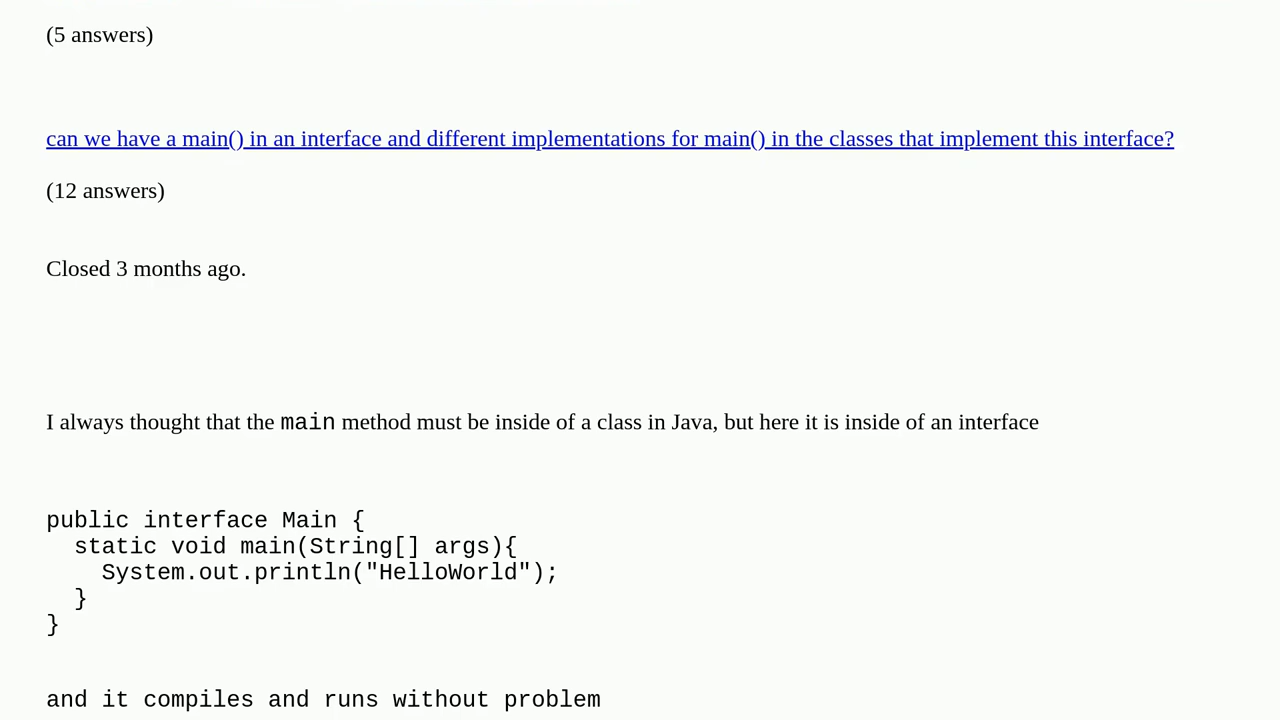 (5 answers)
can we have a main() in an interface and different implementations for main() in the classes that implement this interface?
(12 answers)
Closed 3 months ago.
I always thought that the main method must be inside of a class in Java, but here it is inside of an interface
public interface Main {
  static void main(String[] args){
    System.out.println("HelloWorld");
  }
}
and it compiles and runs without problem